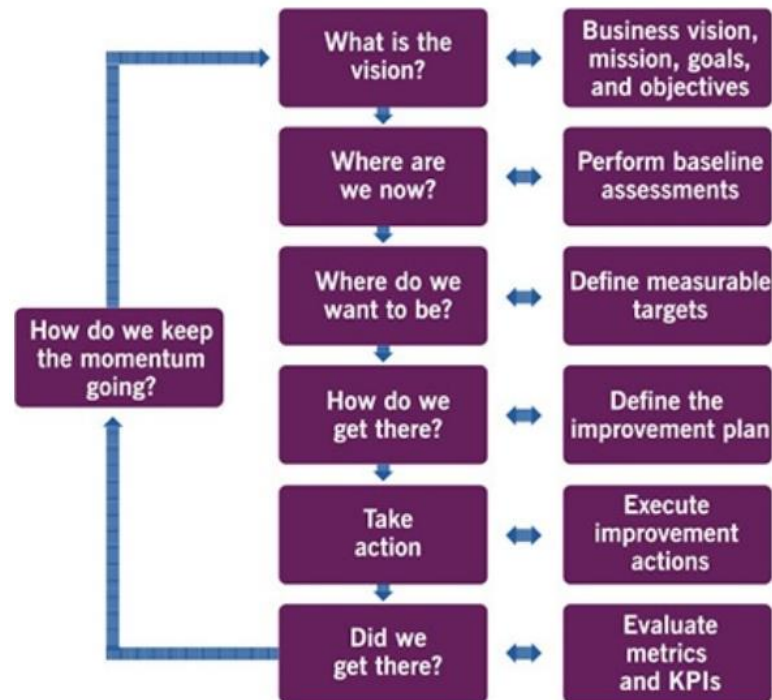 What is the
vision?
Business vision,
mission, goals,
and objectives
Where are
we now?
Perform baseline
assessments
Where do we
want to be?
Define measurable
targets
How do we keep
the momentum
going?
How do we
get there?
Define the
improvement plan
Take
action
Execute
improvement
actions
Did we
get there?
Evaluate
metrics
and KPIs